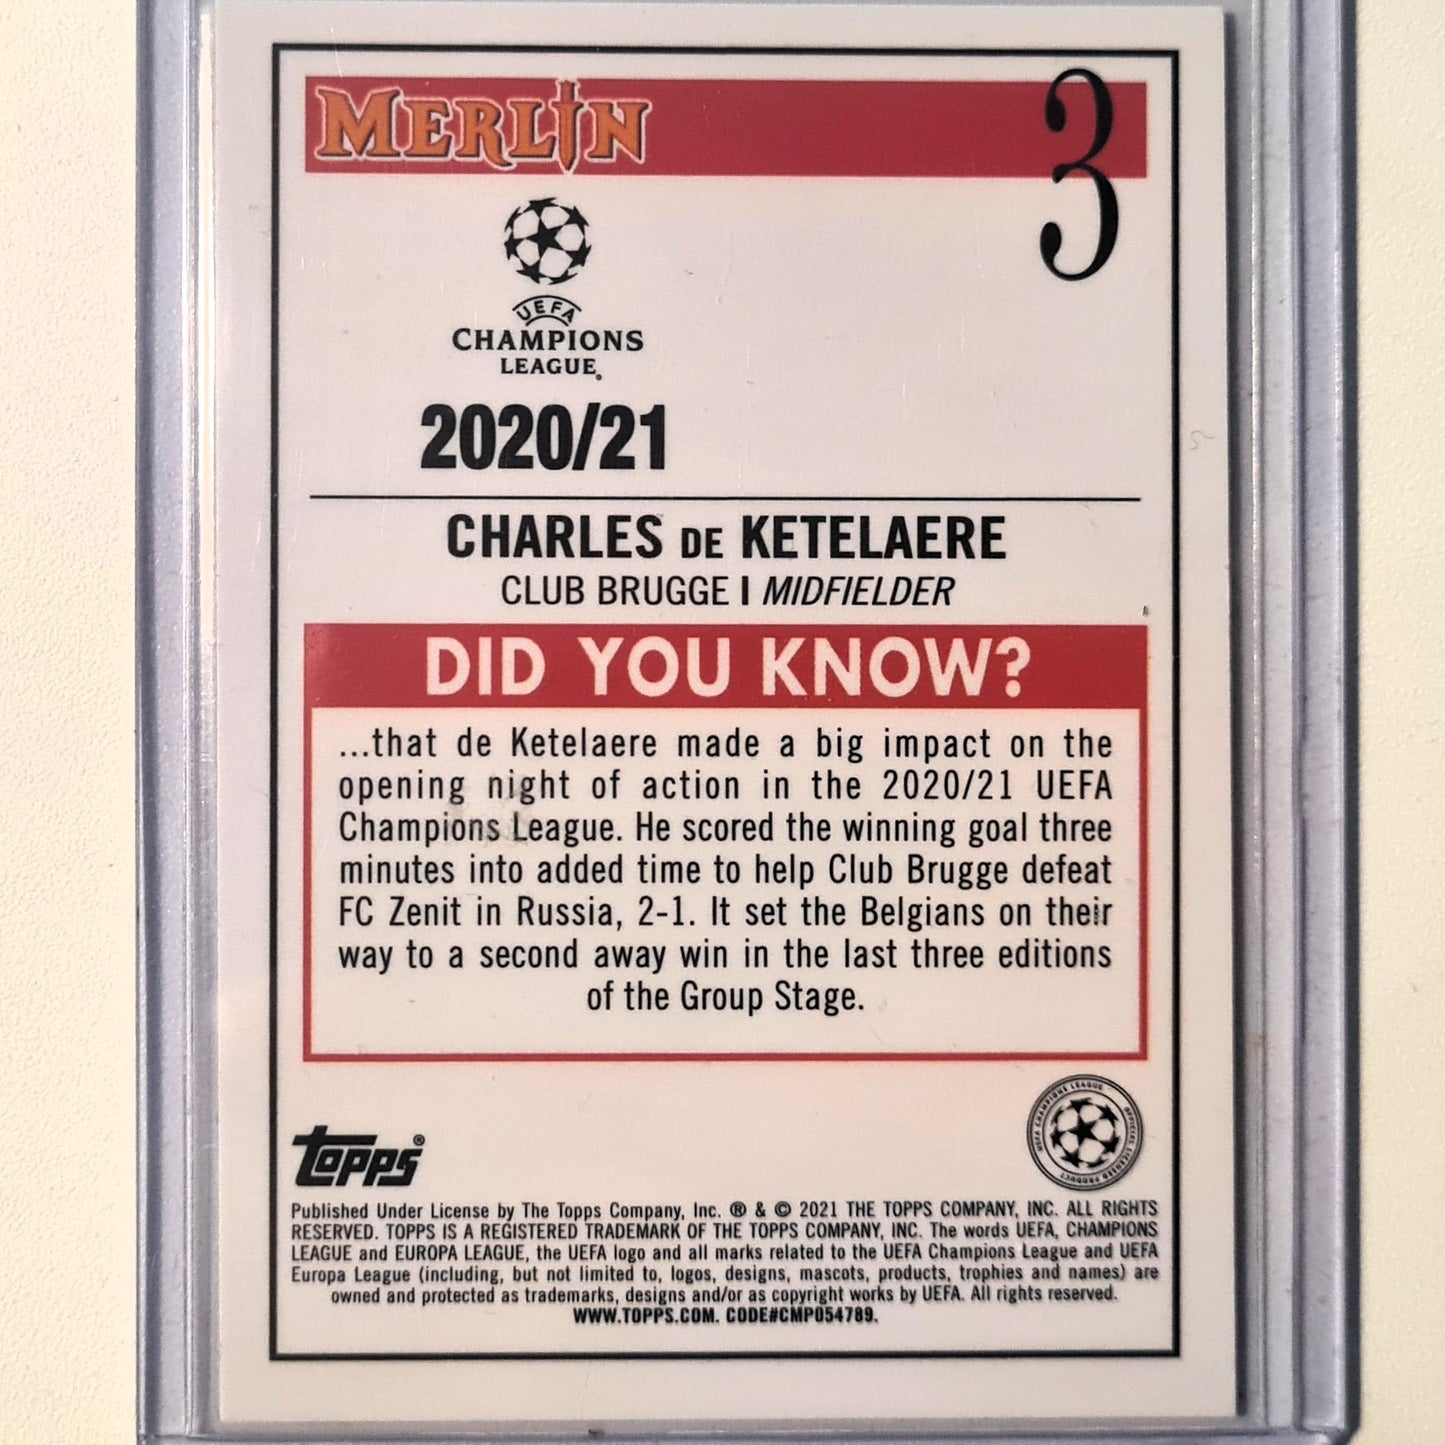 MERLIN
3
UEFA
CHAMPIONS
LEAGUE
2020/21
CHARLES DE KETELAERE
CLUB BRUGGE | MIDFIELDER
DID YOU KNOW?
...that de Ketelaere made a big impact on the
opening night of action in the 2020/21 UEFA
Champions League. He scored the winning goal three
minutes into added time to help Club Brugge defeat
FC Zenit in Russia, 2-1. It set the Belgians on their
way to a second away win in the last three editions
of the Group Stage.
UEFA CHAMPIONS LEAGUE
OFFICIAL LICENSED PRODUCT
Topps®
Published Under License by The Topps Company, Inc. ® & © 2021 THE TOPPS COMPANY, INC. ALL RIGHTS
RESERVED. TOPPS IS A REGISTERED TRADEMARK OF THE TOPPS COMPANY, INC. The words UEFA, CHAMPIONS
LEAGUE and EUROPA LEAGUE, the UEFA logo and all marks related to the UEFA Champions League and UEFA
Europa League (including, but not limited to, logos, designs, mascots, products, trophies and names) are
owned and protected as trademarks, designs and/or as copyright works by UEFA. All rights reserved.
WWW.TOPPS.COM. CODE#CMP054789.